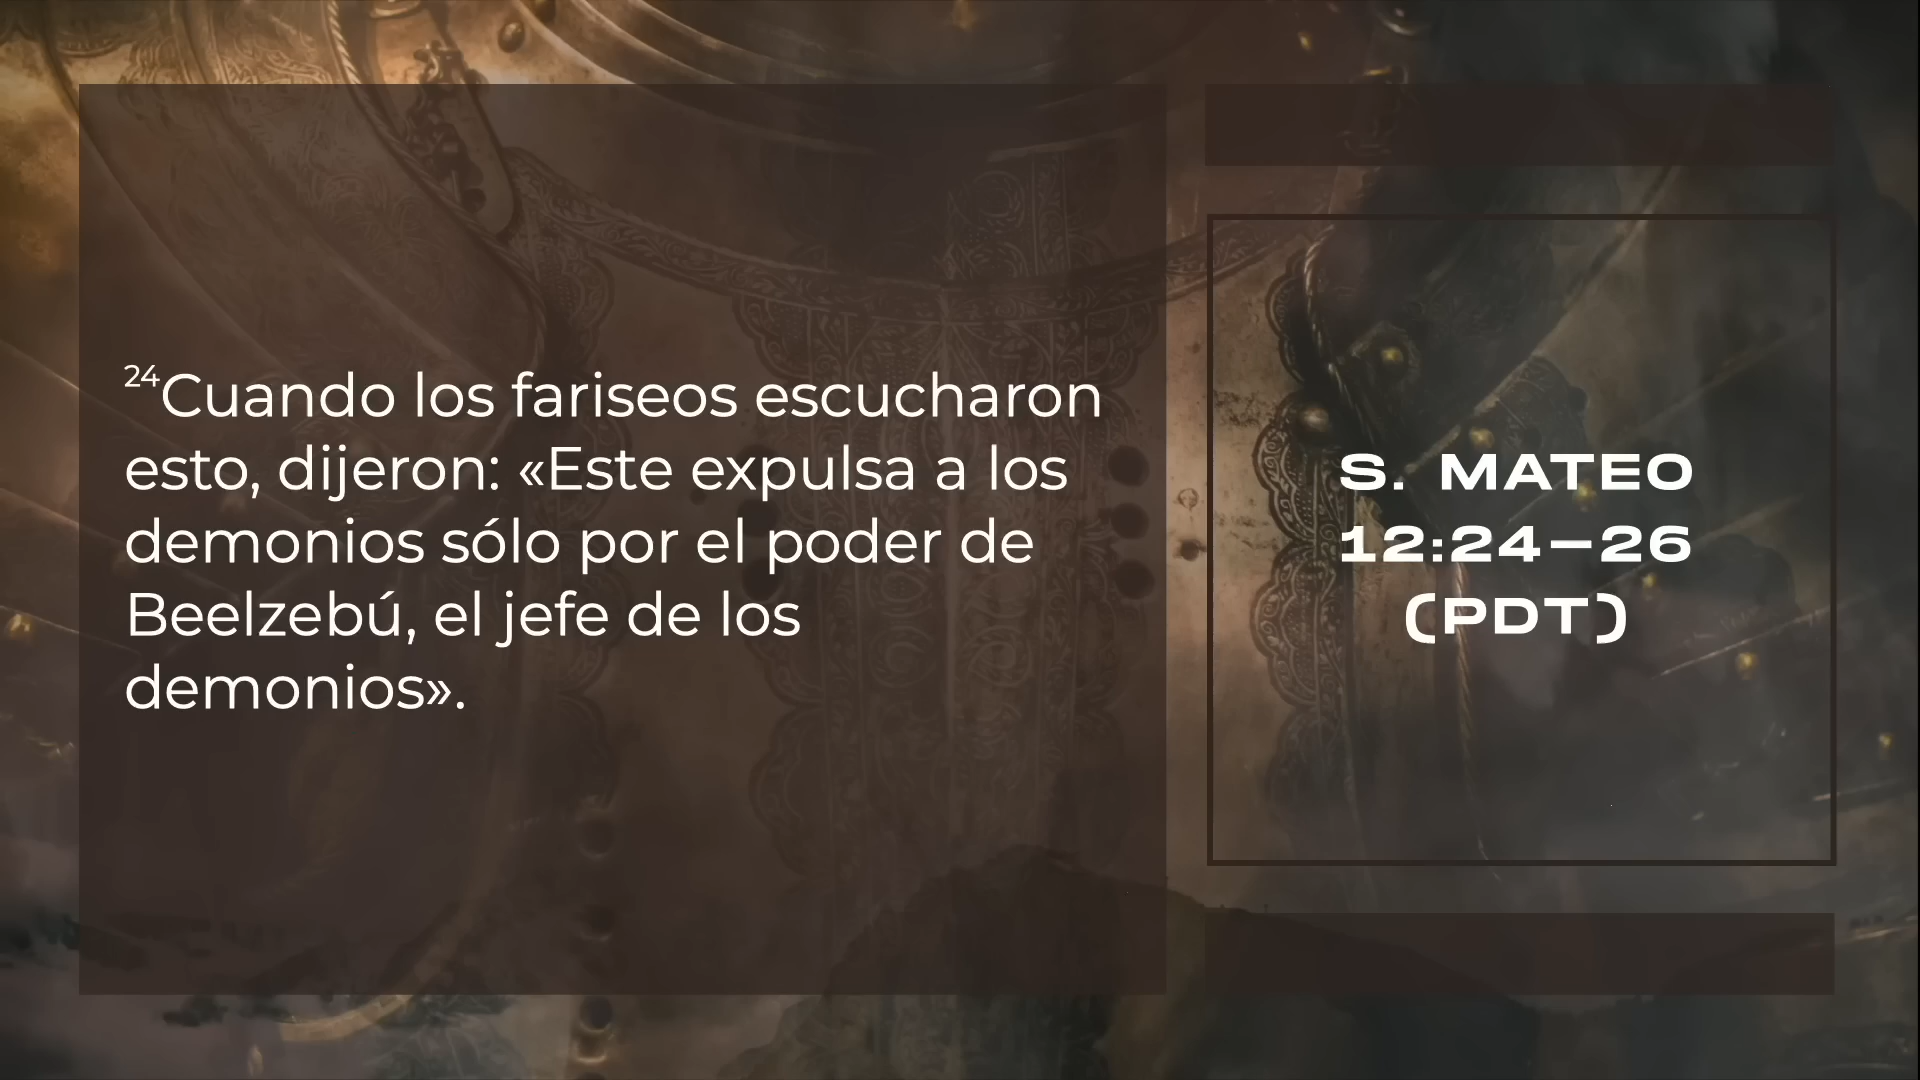 24Cuando los fariseos escucharon
esto, dijeron: «Este expulsa a los
demonios sólo por el poder de
Beelzebú, el jefe de los
demonios».
S. MATEO
12:24–26
(PDT)